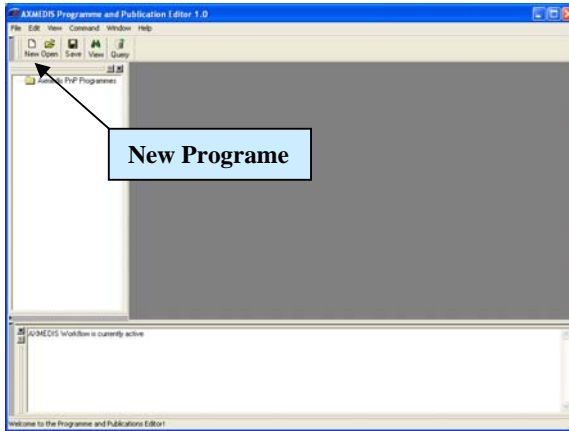 AXMEDIS Programme and Publication Editor 1.0
File Edit View Command Window Help
New Open Save View Query
Axmedis PnP Programmes
New Programe
AXMEDIS Workflow is currently active
Welcome to the Programme and Publications Editor!